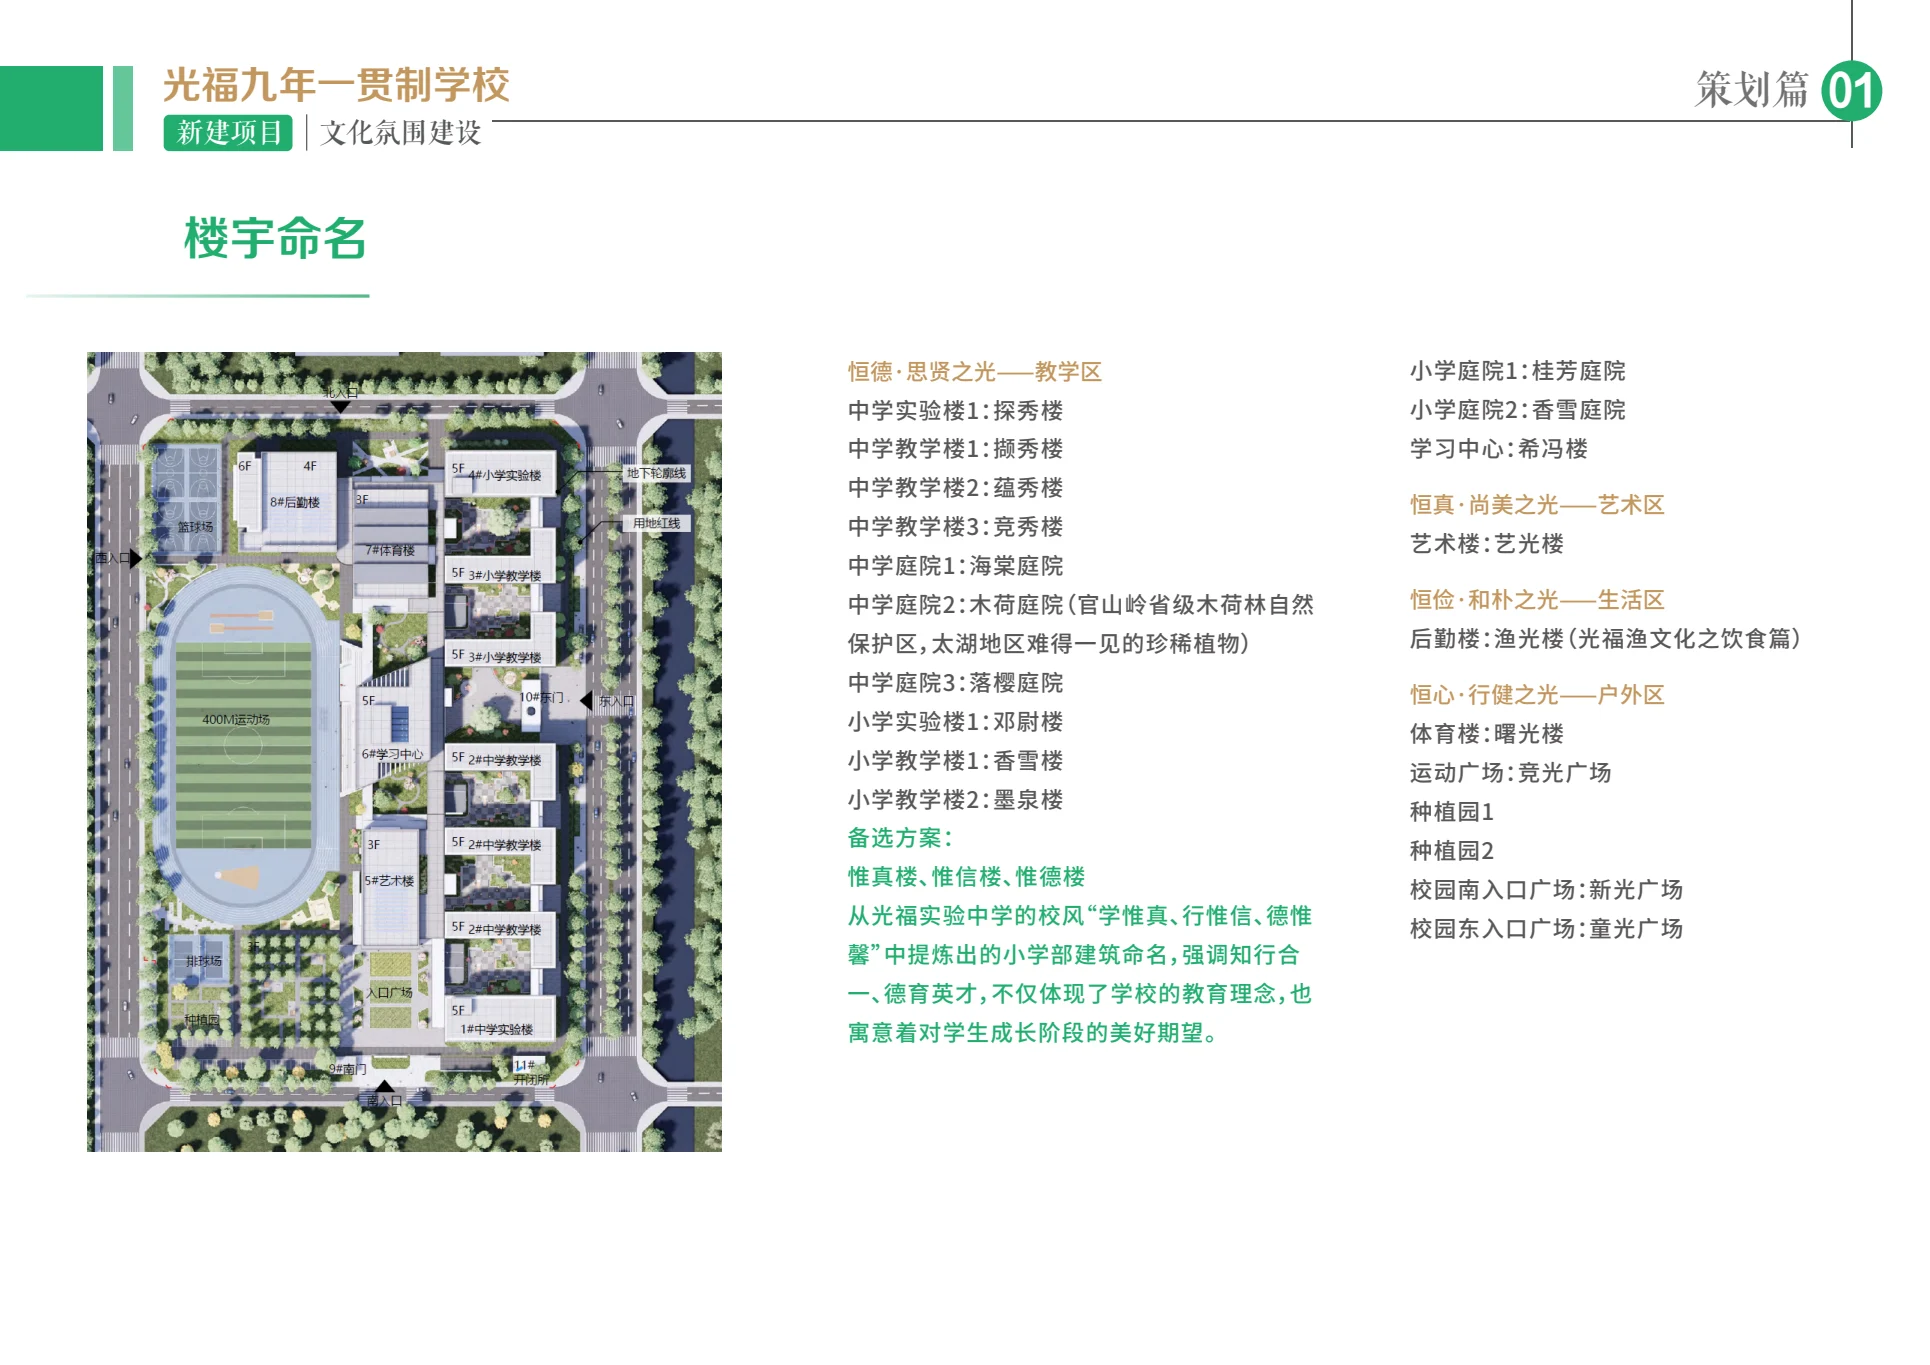 光福九年一贯制学校
新建项目 文化氛围建设
策划篇 01
楼宇命名
北入口
6F
4F
8#后勤楼
篮球场
西入口
3F
7#体育楼
5F
4#小学实验楼
地下轮廓线
用地红线
5F 3#小学教学楼
5F 3#小学教学楼
10#东门
东入口
400M运动场
5F
6#学习中心
5F 2#中学教学楼
3F
5#艺术楼
5F 2#中学教学楼
5F 2#中学教学楼
排球场
3F
入口广场
种植园
5F
1#中学实验楼
9#南门
11#
开闭所
南入口
恒德·思贤之光——教学区
中学实验楼1：探秀楼
中学教学楼1：撷秀楼
中学教学楼2：蕴秀楼
中学教学楼3：竞秀楼
中学庭院1：海棠庭院
中学庭院2：木荷庭院（官山岭省级木荷林自然
保护区，太湖地区难得一见的珍稀植物）
中学庭院3：落樱庭院
小学实验楼1：邓尉楼
小学教学楼1：香雪楼
小学教学楼2：墨泉楼
备选方案：
惟真楼、惟信楼、惟德楼
从光福实验中学的校风“学惟真、行惟信、德惟
馨”中提炼出的小学部建筑命名，强调知行合
一、德育英才，不仅体现了学校的教育理念，也
寓意着对学生成长阶段的美好期望。
小学庭院1：桂芳庭院
小学庭院2：香雪庭院
学习中心：希冯楼
恒真·尚美之光——艺术区
艺术楼：艺光楼
恒俭·和朴之光——生活区
后勤楼：渔光楼（光福渔文化之饮食篇）
恒心·行健之光——户外区
体育楼：曙光楼
运动广场：竞光广场
种植园1
种植园2
校园南入口广场：新光广场
校园东入口广场：童光广场